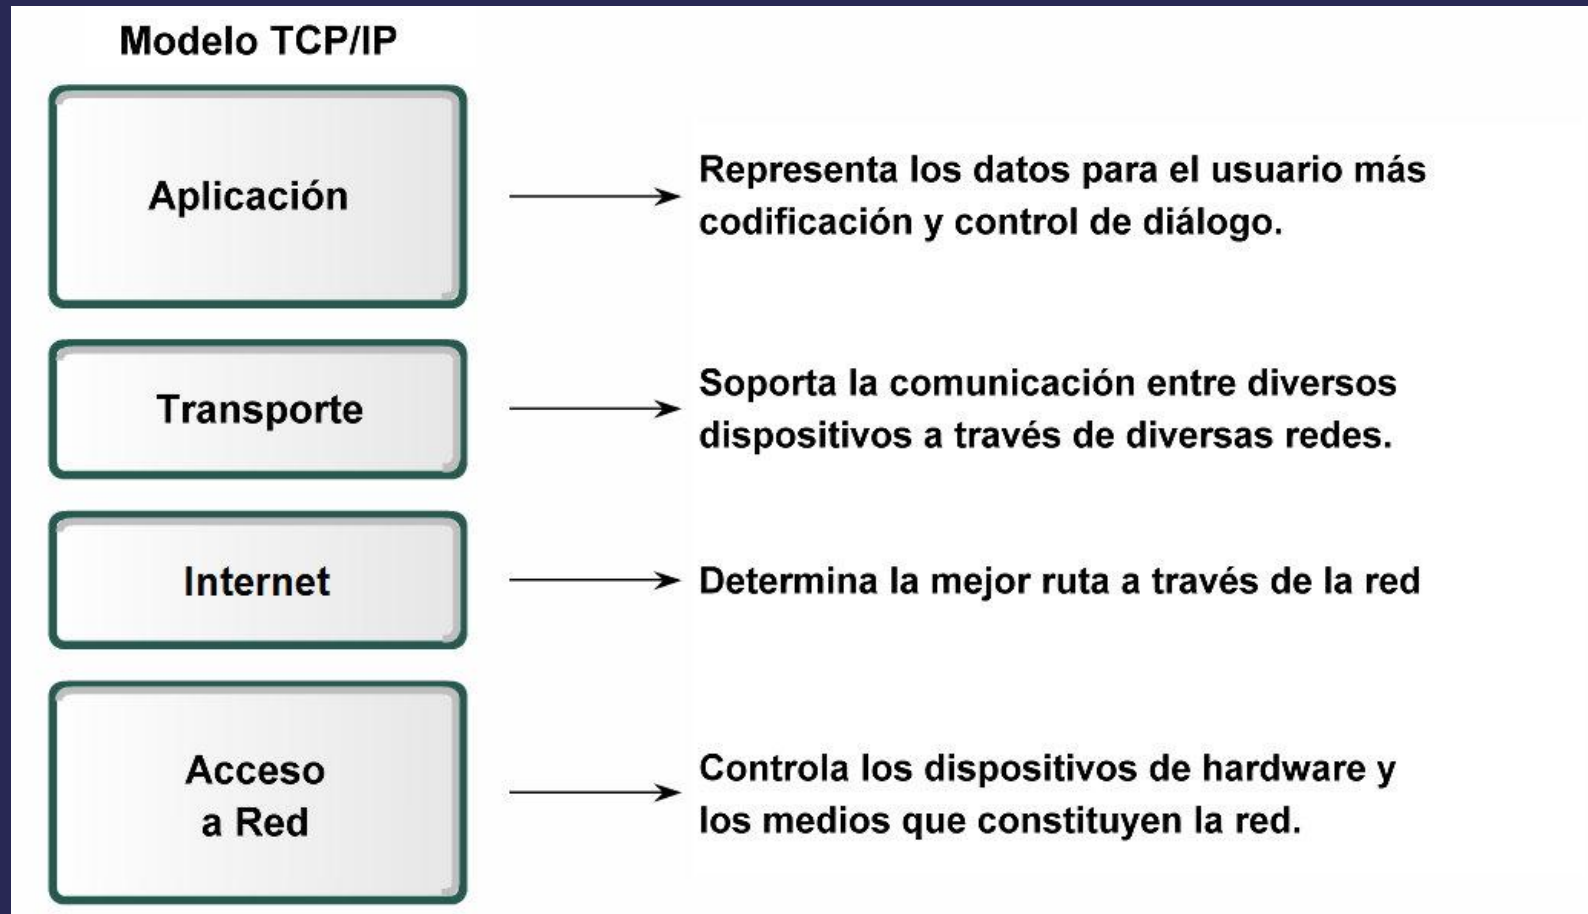 Modelo TCP/IP
Aplicación
Representa los datos para el usuario más
codificación y control de diálogo.
Transporte
Soporta la comunicación entre diversos
dispositivos a través de diversas redes.
Internet
Determina la mejor ruta a través de la red
Acceso
a Red
Controla los dispositivos de hardware y
los medios que constituyen la red.